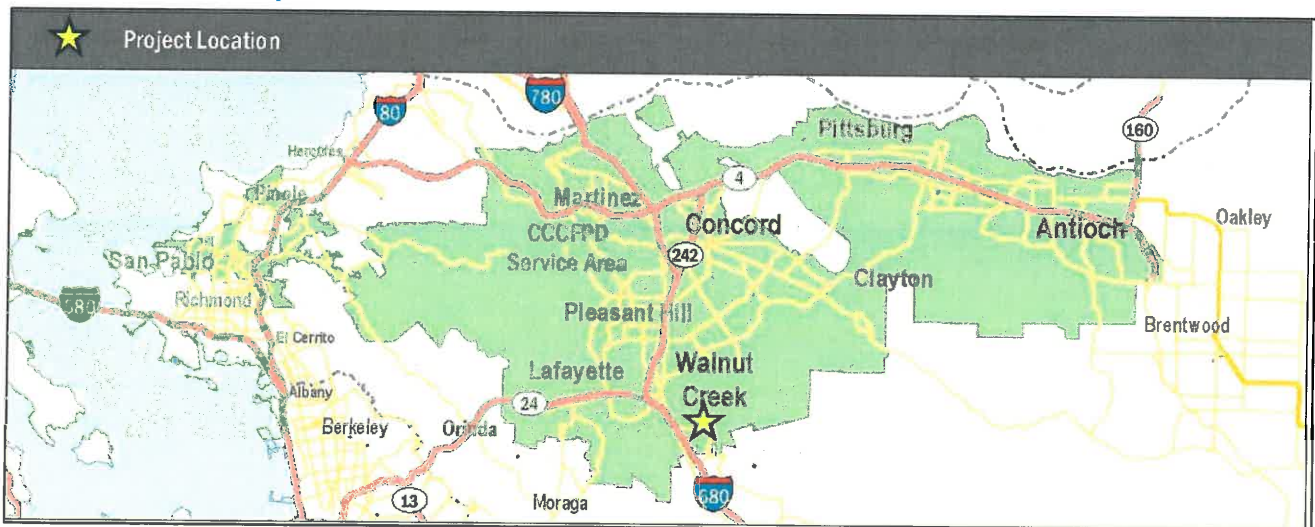 Project Location
80
780
160
Hercules
Pittsburg
Pinole
4
Martinez
Oakley
Concord
Antioch
CCCFPD
Service Area
242
San Pablo
Clayton
Richmond
580
Pleasant Hill
Brentwood
El Cerrito
Walnut
Creek
Lafayette
Albany
24
Berkeley
Orinda
680
13
Moraga